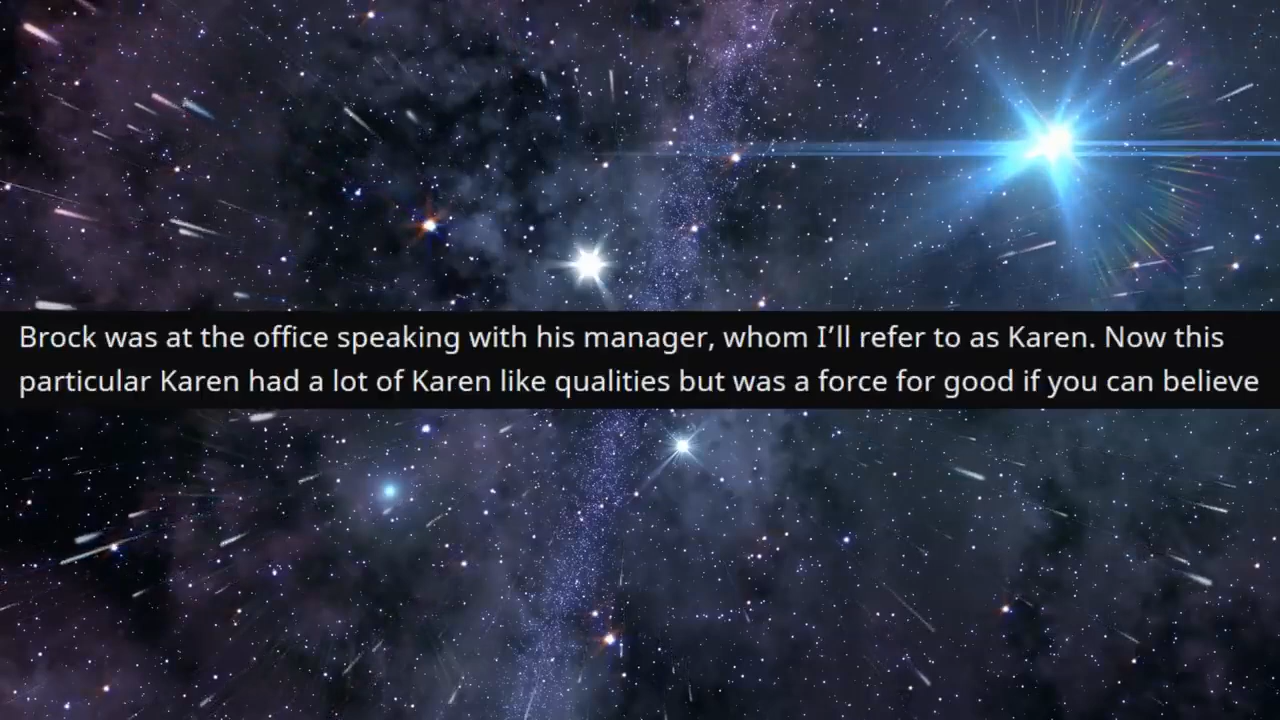 Brock was at the office speaking with his manager, whom I’ll refer to as Karen. Now this
particular Karen had a lot of Karen like qualities but was a force for good if you can believe